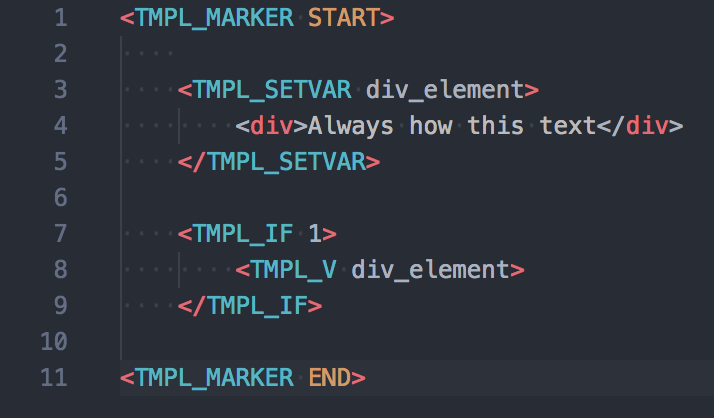 1 <TMPL_MARKER START>
2
3 <TMPL_SETVAR div_element>
4 <div>Always how this text</div>
5 </TMPL_SETVAR>
6
7 <TMPL_IF 1>
8 <TMPL_V div_element>
9 </TMPL_IF>
10
11 <TMPL_MARKER END>